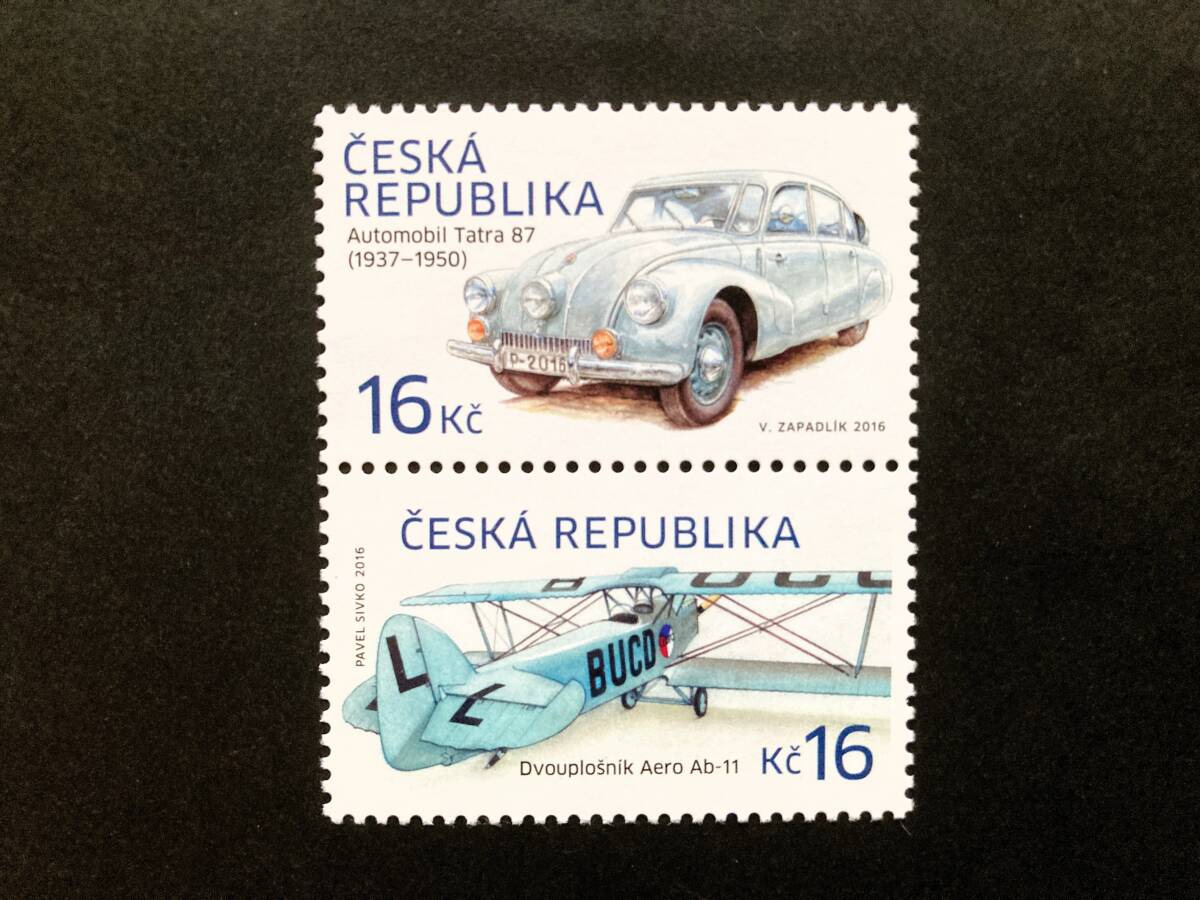 ČESKÁ
REPUBLIKA
Automobil Tatra 87
(1937–1950)
P-2016
16 Kč
V. ZAPADLÍK 2016
ČESKÁ REPUBLIKA
PAVEL SIVKO 2016
L
L
BUCD
Dvouplošník Aero Ab-11
Kč 16